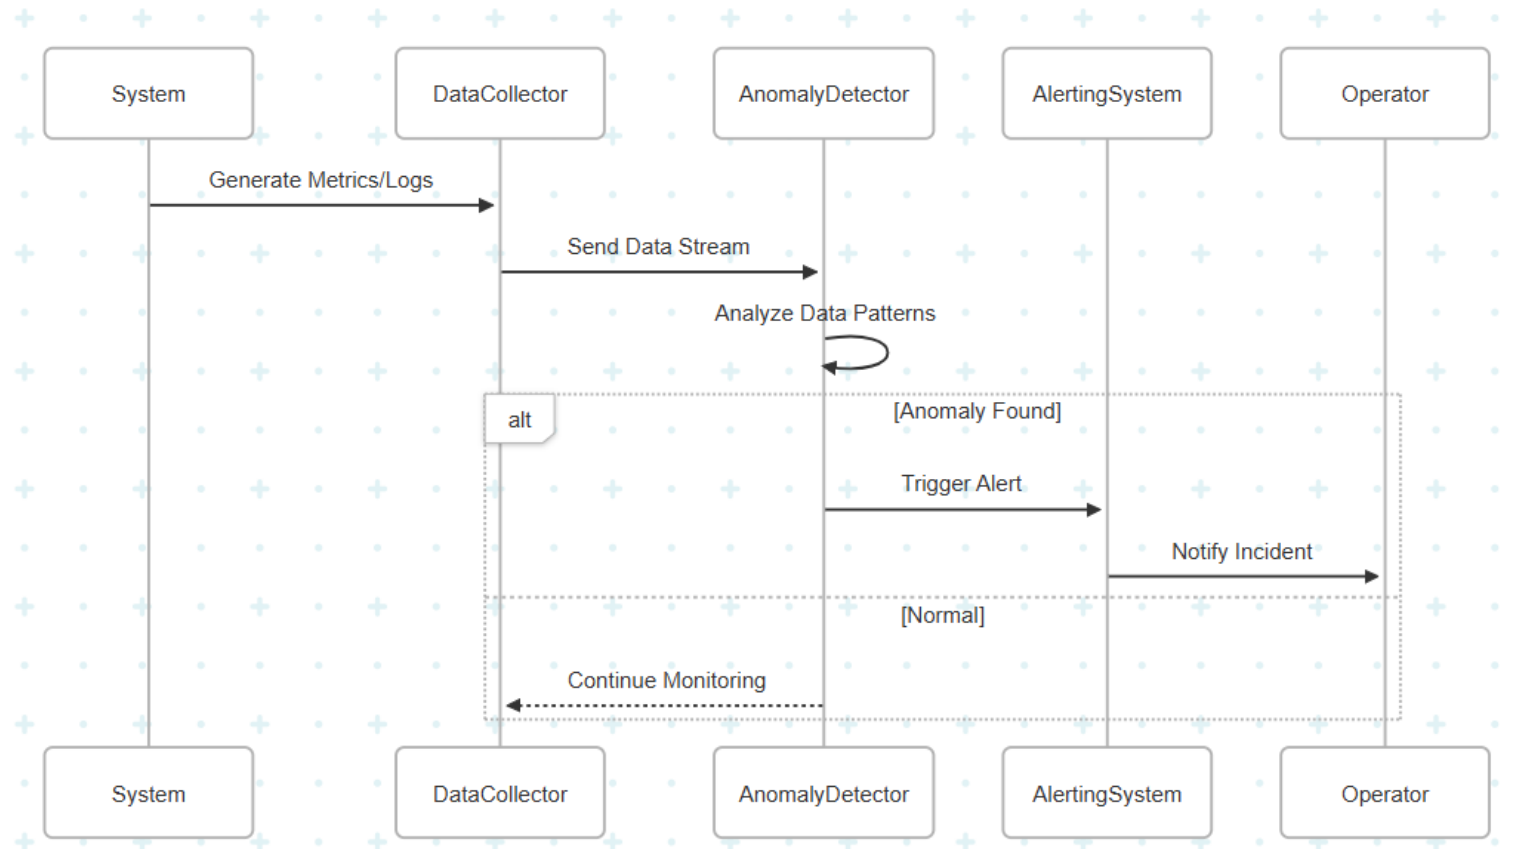 System
DataCollector
AnomalyDetector
AlertingSystem
Operator
Generate Metrics/Logs
Send Data Stream
Analyze Data Patterns
alt
[Anomaly Found]
Trigger Alert
Notify Incident
[Normal]
Continue Monitoring
System
DataCollector
AnomalyDetector
AlertingSystem
Operator